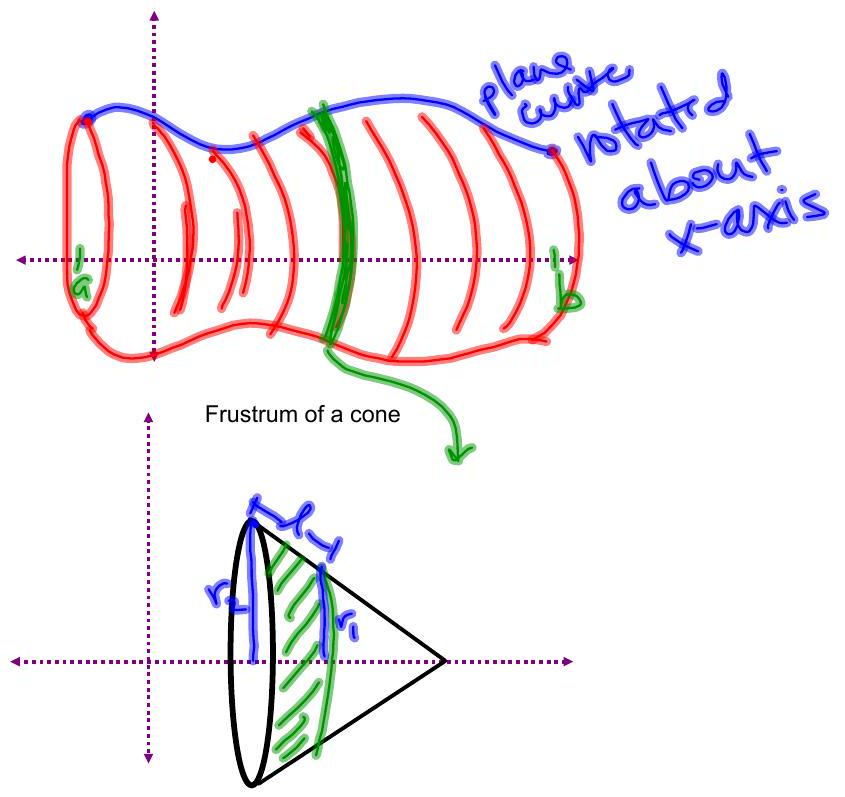 plane
curve
rotated
about
x-axis
a
b
Frustrum of a cone
l
r2
r1